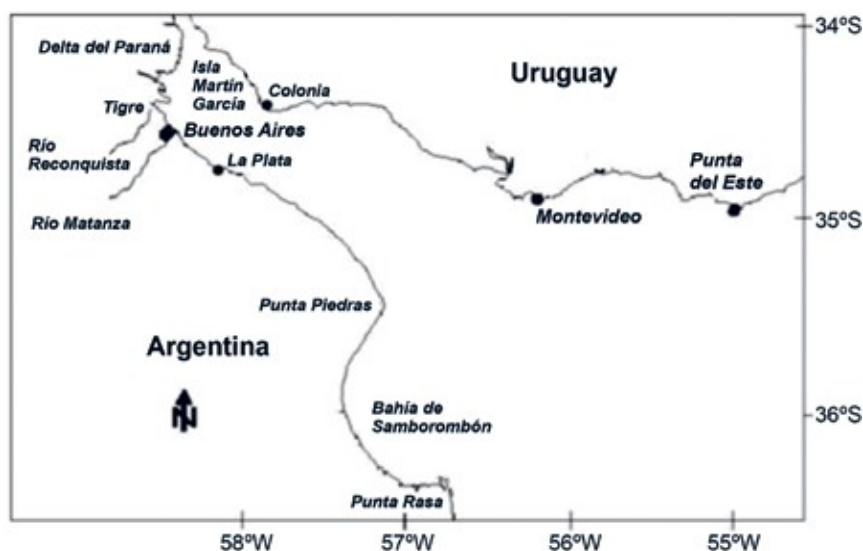 34ºS
Delta del Paraná
Isla
Martín
García
Uruguay
Colonia
Tigre
Buenos Aires
Río
Reconquista
La Plata
Punta
del Este
Río Matanza
Montevideo
35ºS
Punta Piedras
Argentina
N
Bahía de
Samborombón
36ºS
Punta Rasa
58ºW
57ºW
56ºW
55ºW